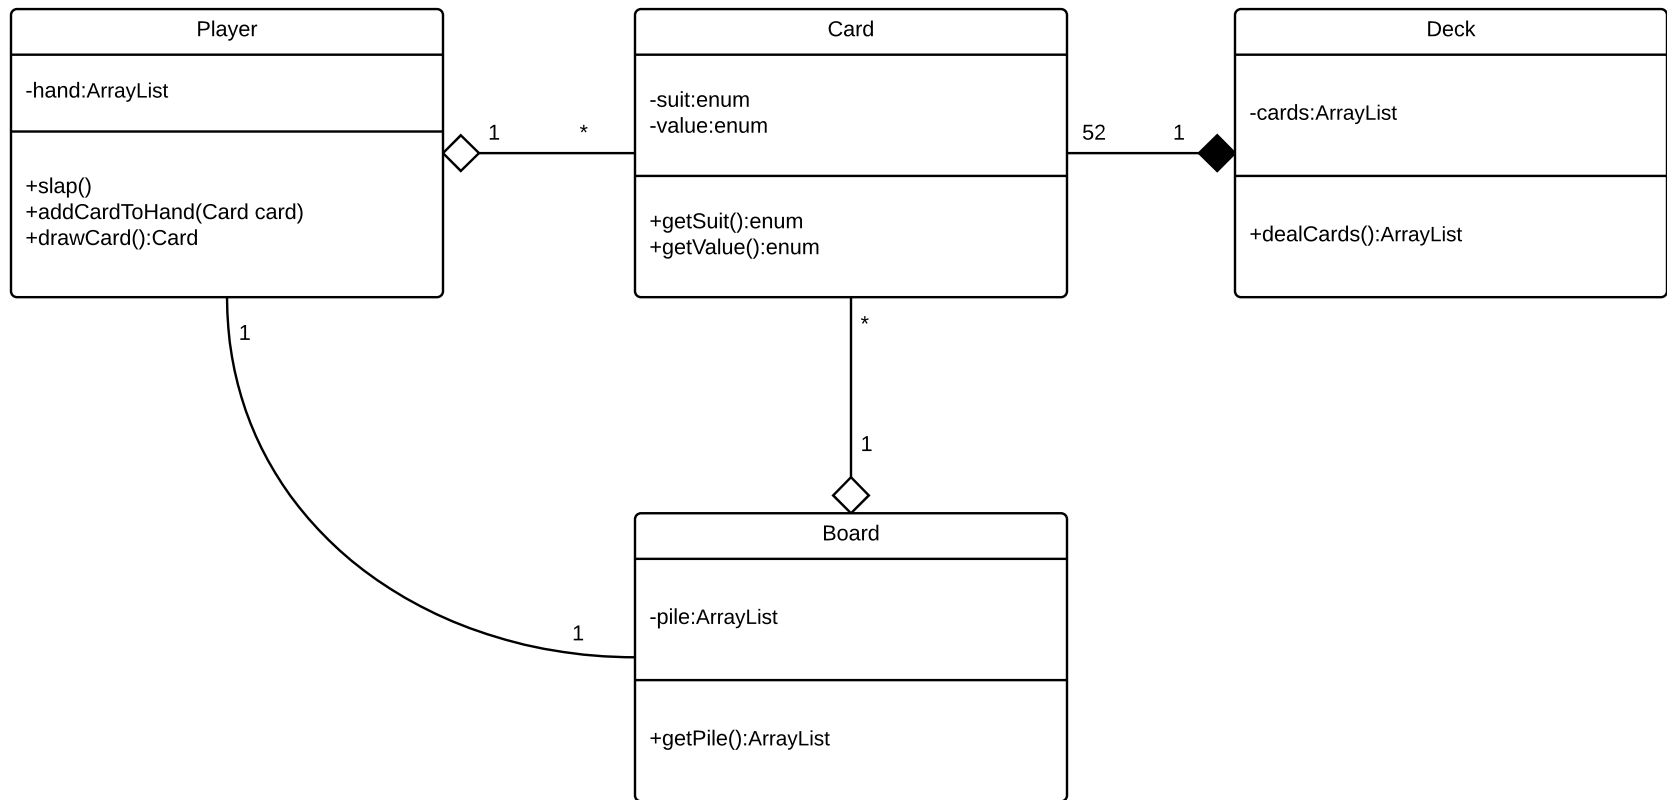 Player
-hand:ArrayList
+slap()
+addCardToHand(Card card)
+drawCard():Card
1
*
Card
-suit:enum
-value:enum
+getSuit():enum
+getValue():enum
52
1
Deck
-cards:ArrayList
+dealCards():ArrayList
1
1
*
1
Board
-pile:ArrayList
+getPile():ArrayList